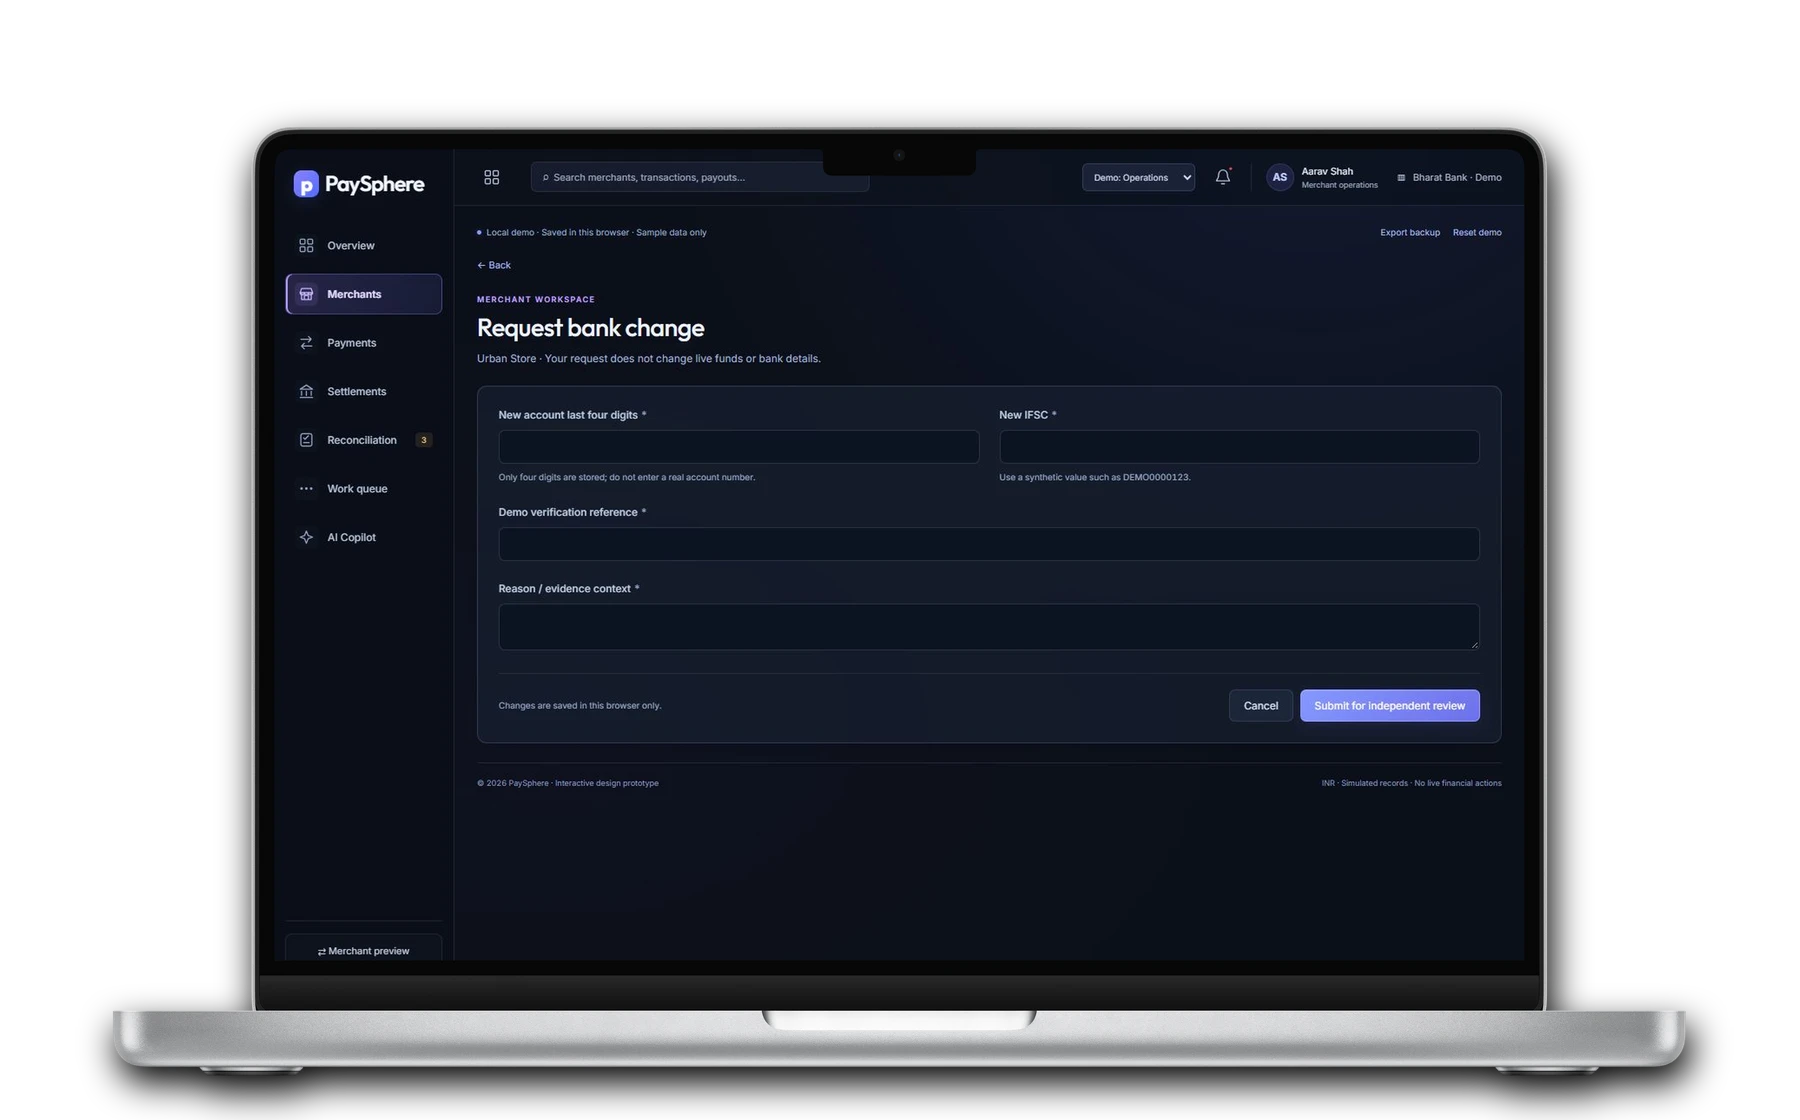 PaySphere
Search merchants, transactions, payouts...
Demo: Operations
AS
Aarav Shah
Merchant operations
Bharat Bank · Demo
Overview
Merchants
Payments
Settlements
Reconciliation 3
Work queue
AI Copilot
⇄ Merchant preview
Local demo · Saved in this browser · Sample data only
Export backup
Reset demo
← Back
MERCHANT WORKSPACE
Request bank change
Urban Store · Your request does not change live funds or bank details.
New account last four digits *
Only four digits are stored; do not enter a real account number.
New IFSC *
Use a synthetic value such as DEMO0000123.
Demo verification reference *
Reason / evidence context *
Changes are saved in this browser only.
Cancel
Submit for independent review
© 2026 PaySphere · Interactive design prototype
INR · Simulated records · No live financial actions